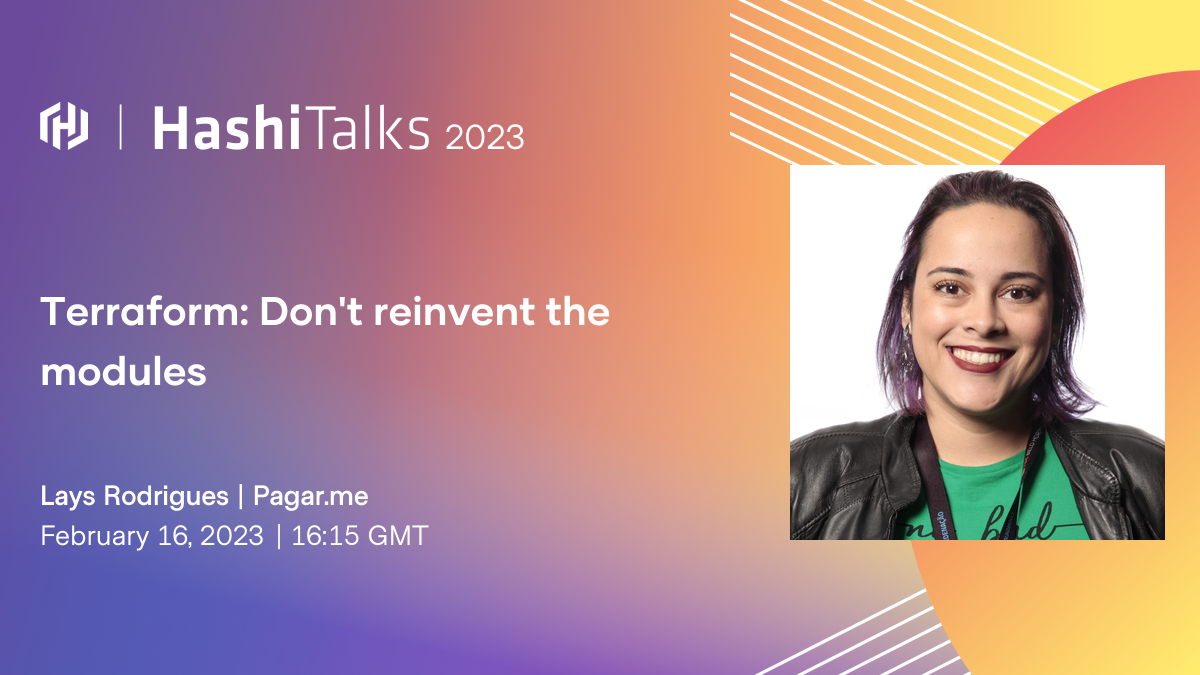 HashiTalks 2023
Terraform: Don't reinvent the
modules
Lays Rodrigues | Pagar.me
February 16, 2023 | 16:15 GMT